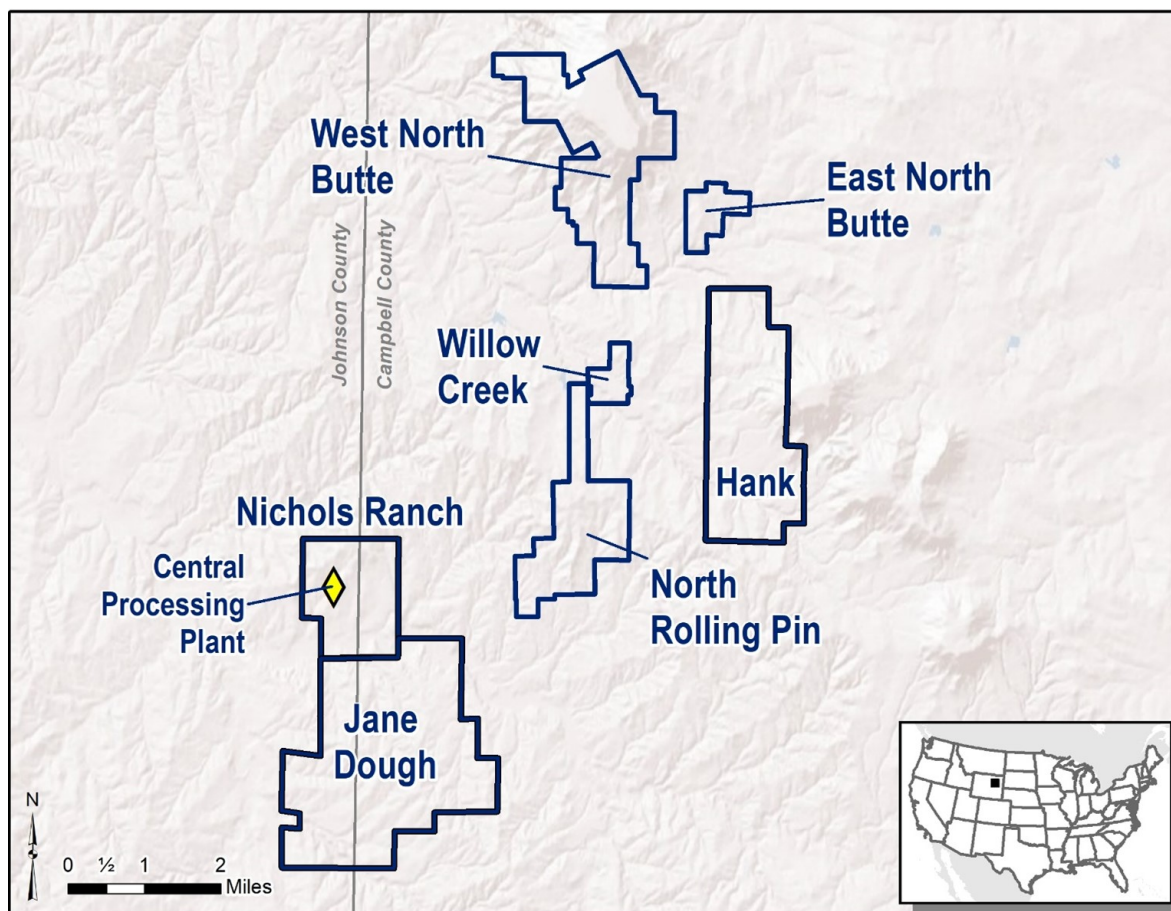 West North
Butte
East North
Butte
Johnson County
Campbell County
Willow
Creek
Hank
Nichols Ranch
Central
Processing
Plant
North
Rolling Pin
Jane
Dough
N
0 ½ 1 2
Miles